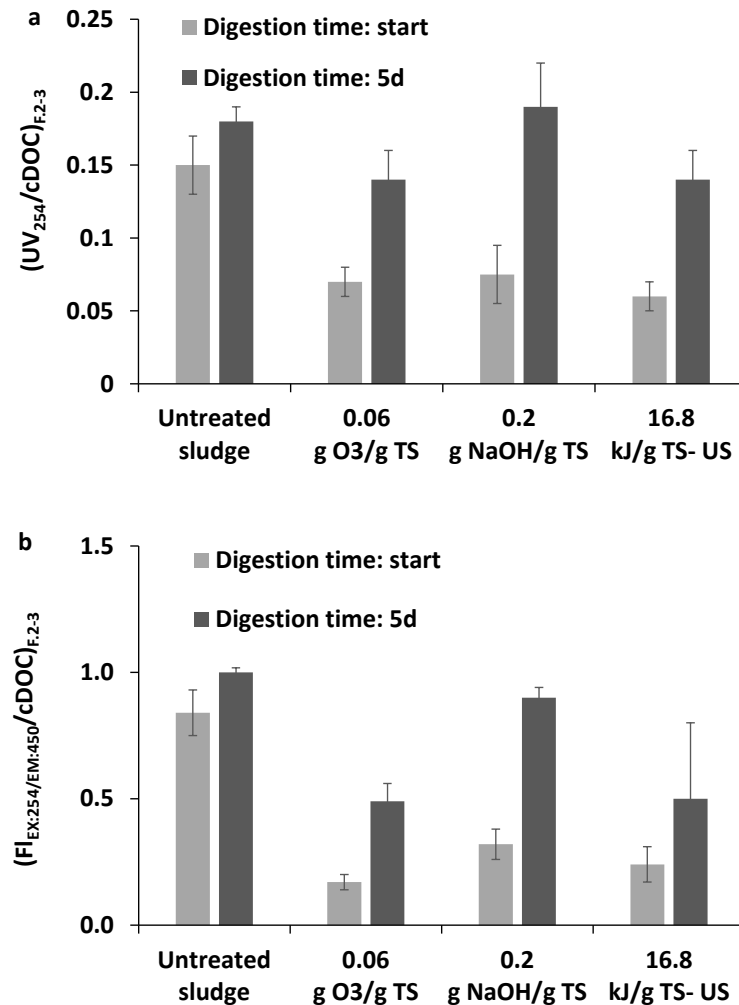 a
Digestion time: start
Digestion time: 5d
(UV254/cDOC)F.2-3
0.25
0.2
0.15
0.1
0.05
0
Untreated 0.06 0.2 16.8
sludge g O3/g TS g NaOH/g TS kJ/g TS- US
b
Digestion time: start
Digestion time: 5d
(FIEX:254/EM:450/cDOC)F.2-3
1.5
1.0
0.5
0.0
Untreated 0.06 0.2 16.8
sludge g O3/g TS g NaOH/g TS kJ/g TS- US